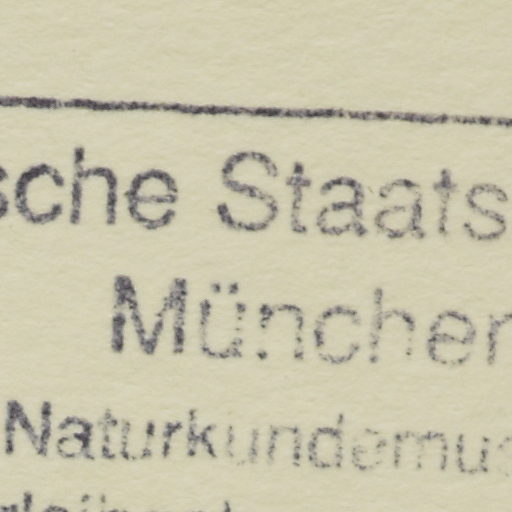 sche Staats
München
Naturkundemus